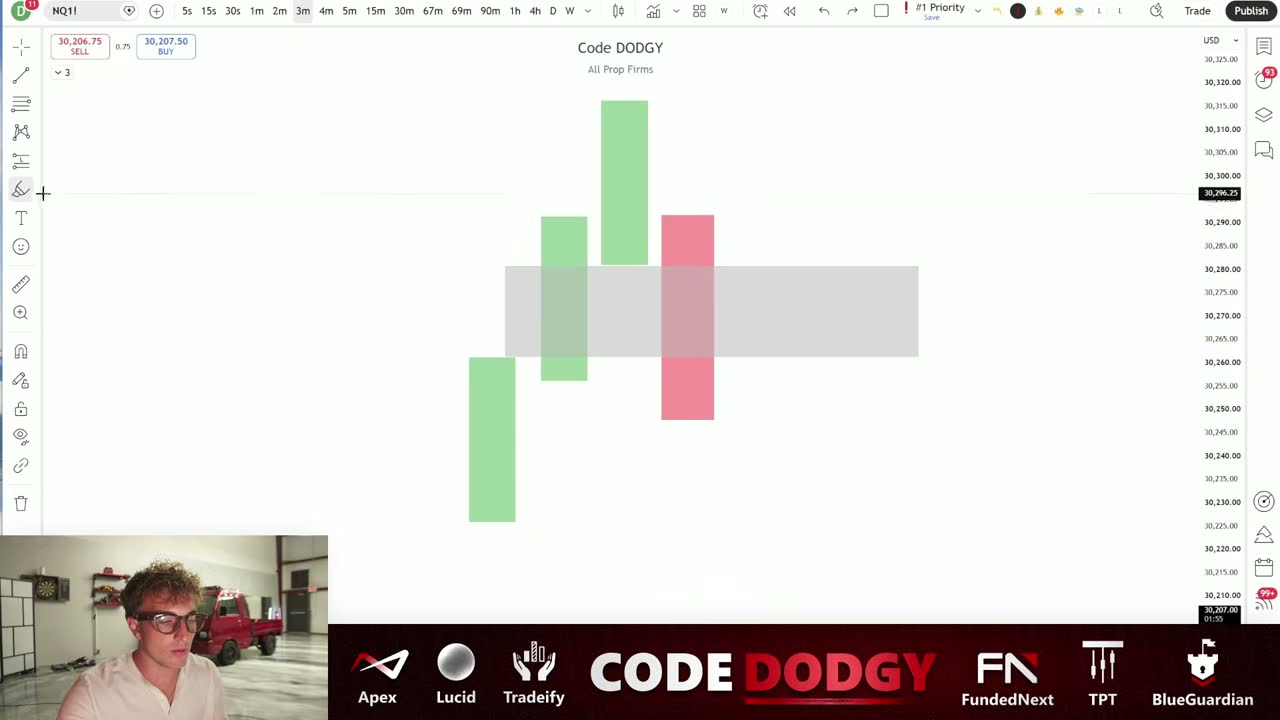 D 11 NQ1! 5s 15s 30s 1m 2m 3m 4m 5m 15m 30m 67m 69m 90m 1h 4h D W W #1 Priority Save L L Trade Publish
30,206.75 SELL 0.75 30,207.50 BUY
3
Code DODGY
All Prop Firms
USD
30,325.00
30,320.00
30,315.00
30,310.00
30,305.00
30,300.00
30,296.25
30,290.00
30,285.00
30,280.00
30,275.00
30,270.00
30,265.00
30,260.00
30,255.00
30,250.00
30,245.00
30,240.00
30,235.00
30,230.00
30,225.00
30,220.00
30,215.00
30,210.00
30,207.00
01:55
93
99+
Apex
Lucid
Tradeify
CODE DODGY
FN
FundedNext
TPT
BlueGuardian